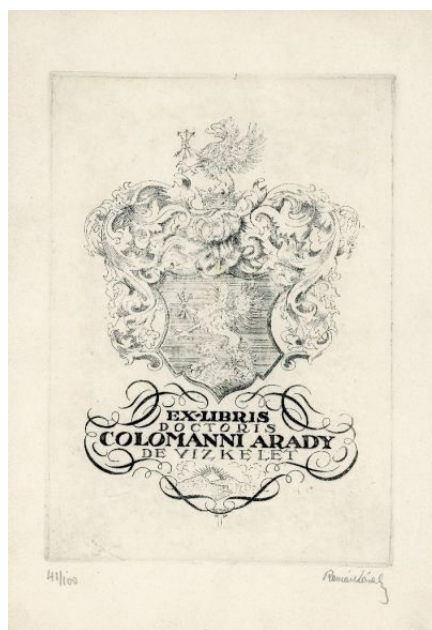 EX-LIBRIS
DOCTORIS
COLOMANNI ARADY
DE VIZKELET
41/100